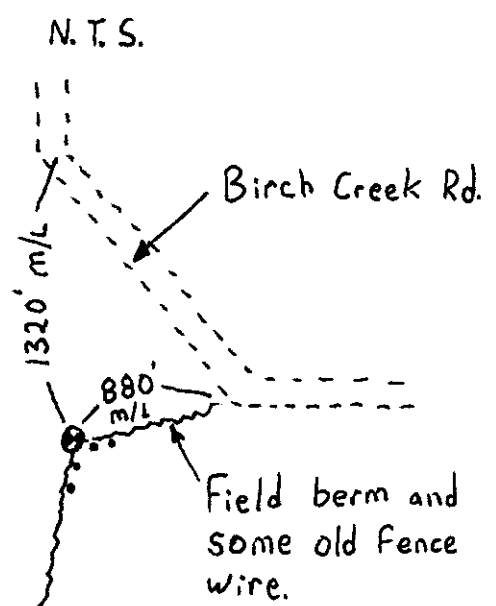 N.T.S.
Birch Creek Rd.
1320' m/L
880'
m/L
Field berm and
some old fence
wire.